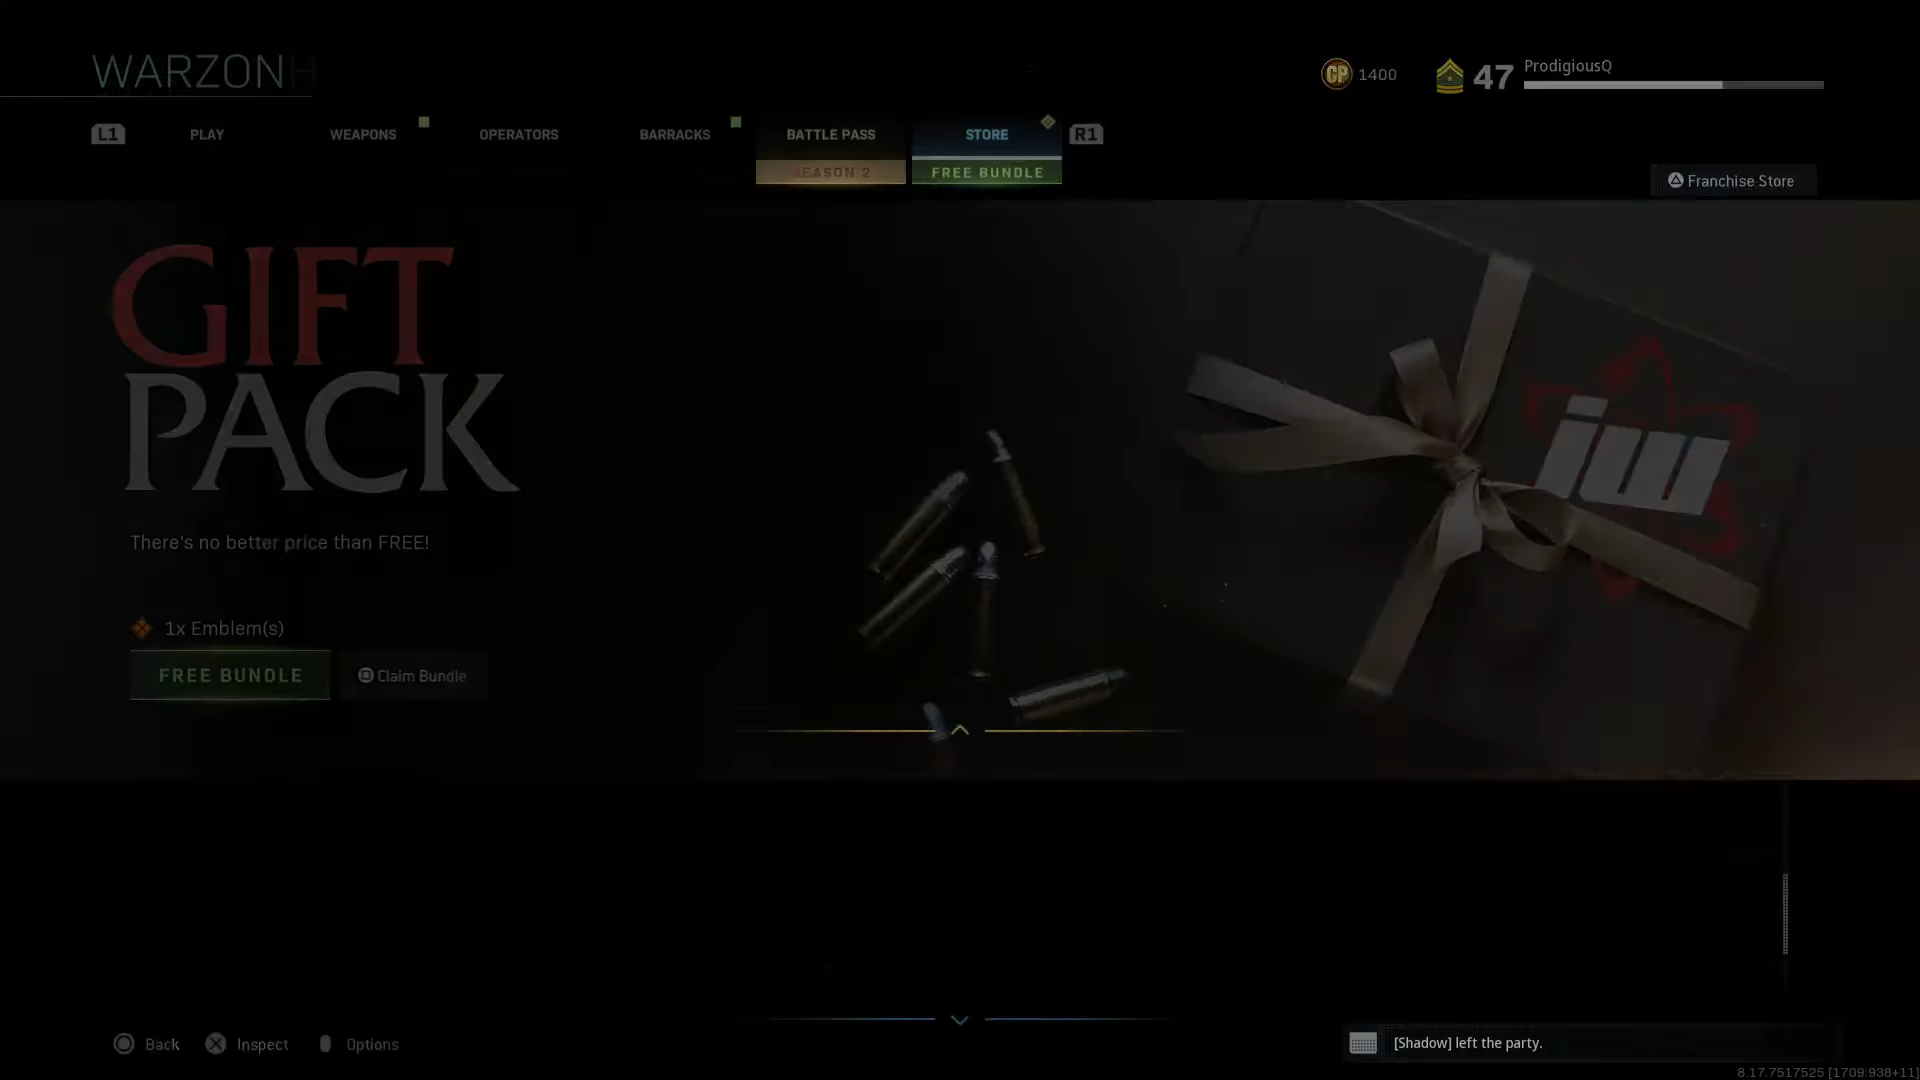 WARZON
CP 1400
47 ProdigiousQ
L1 PLAY WEAPONS OPERATORS BARRACKS BATTLE PASS STORE R1
EASON 2 FREE BUNDLE
Franchise Store
GIFT
PACK
iw
There's no better price than FREE!
1x Emblem(s)
FREE BUNDLE Claim Bundle
Back Inspect Options
[Shadow] left the party.
8.17.7517525 [1709:938+11]